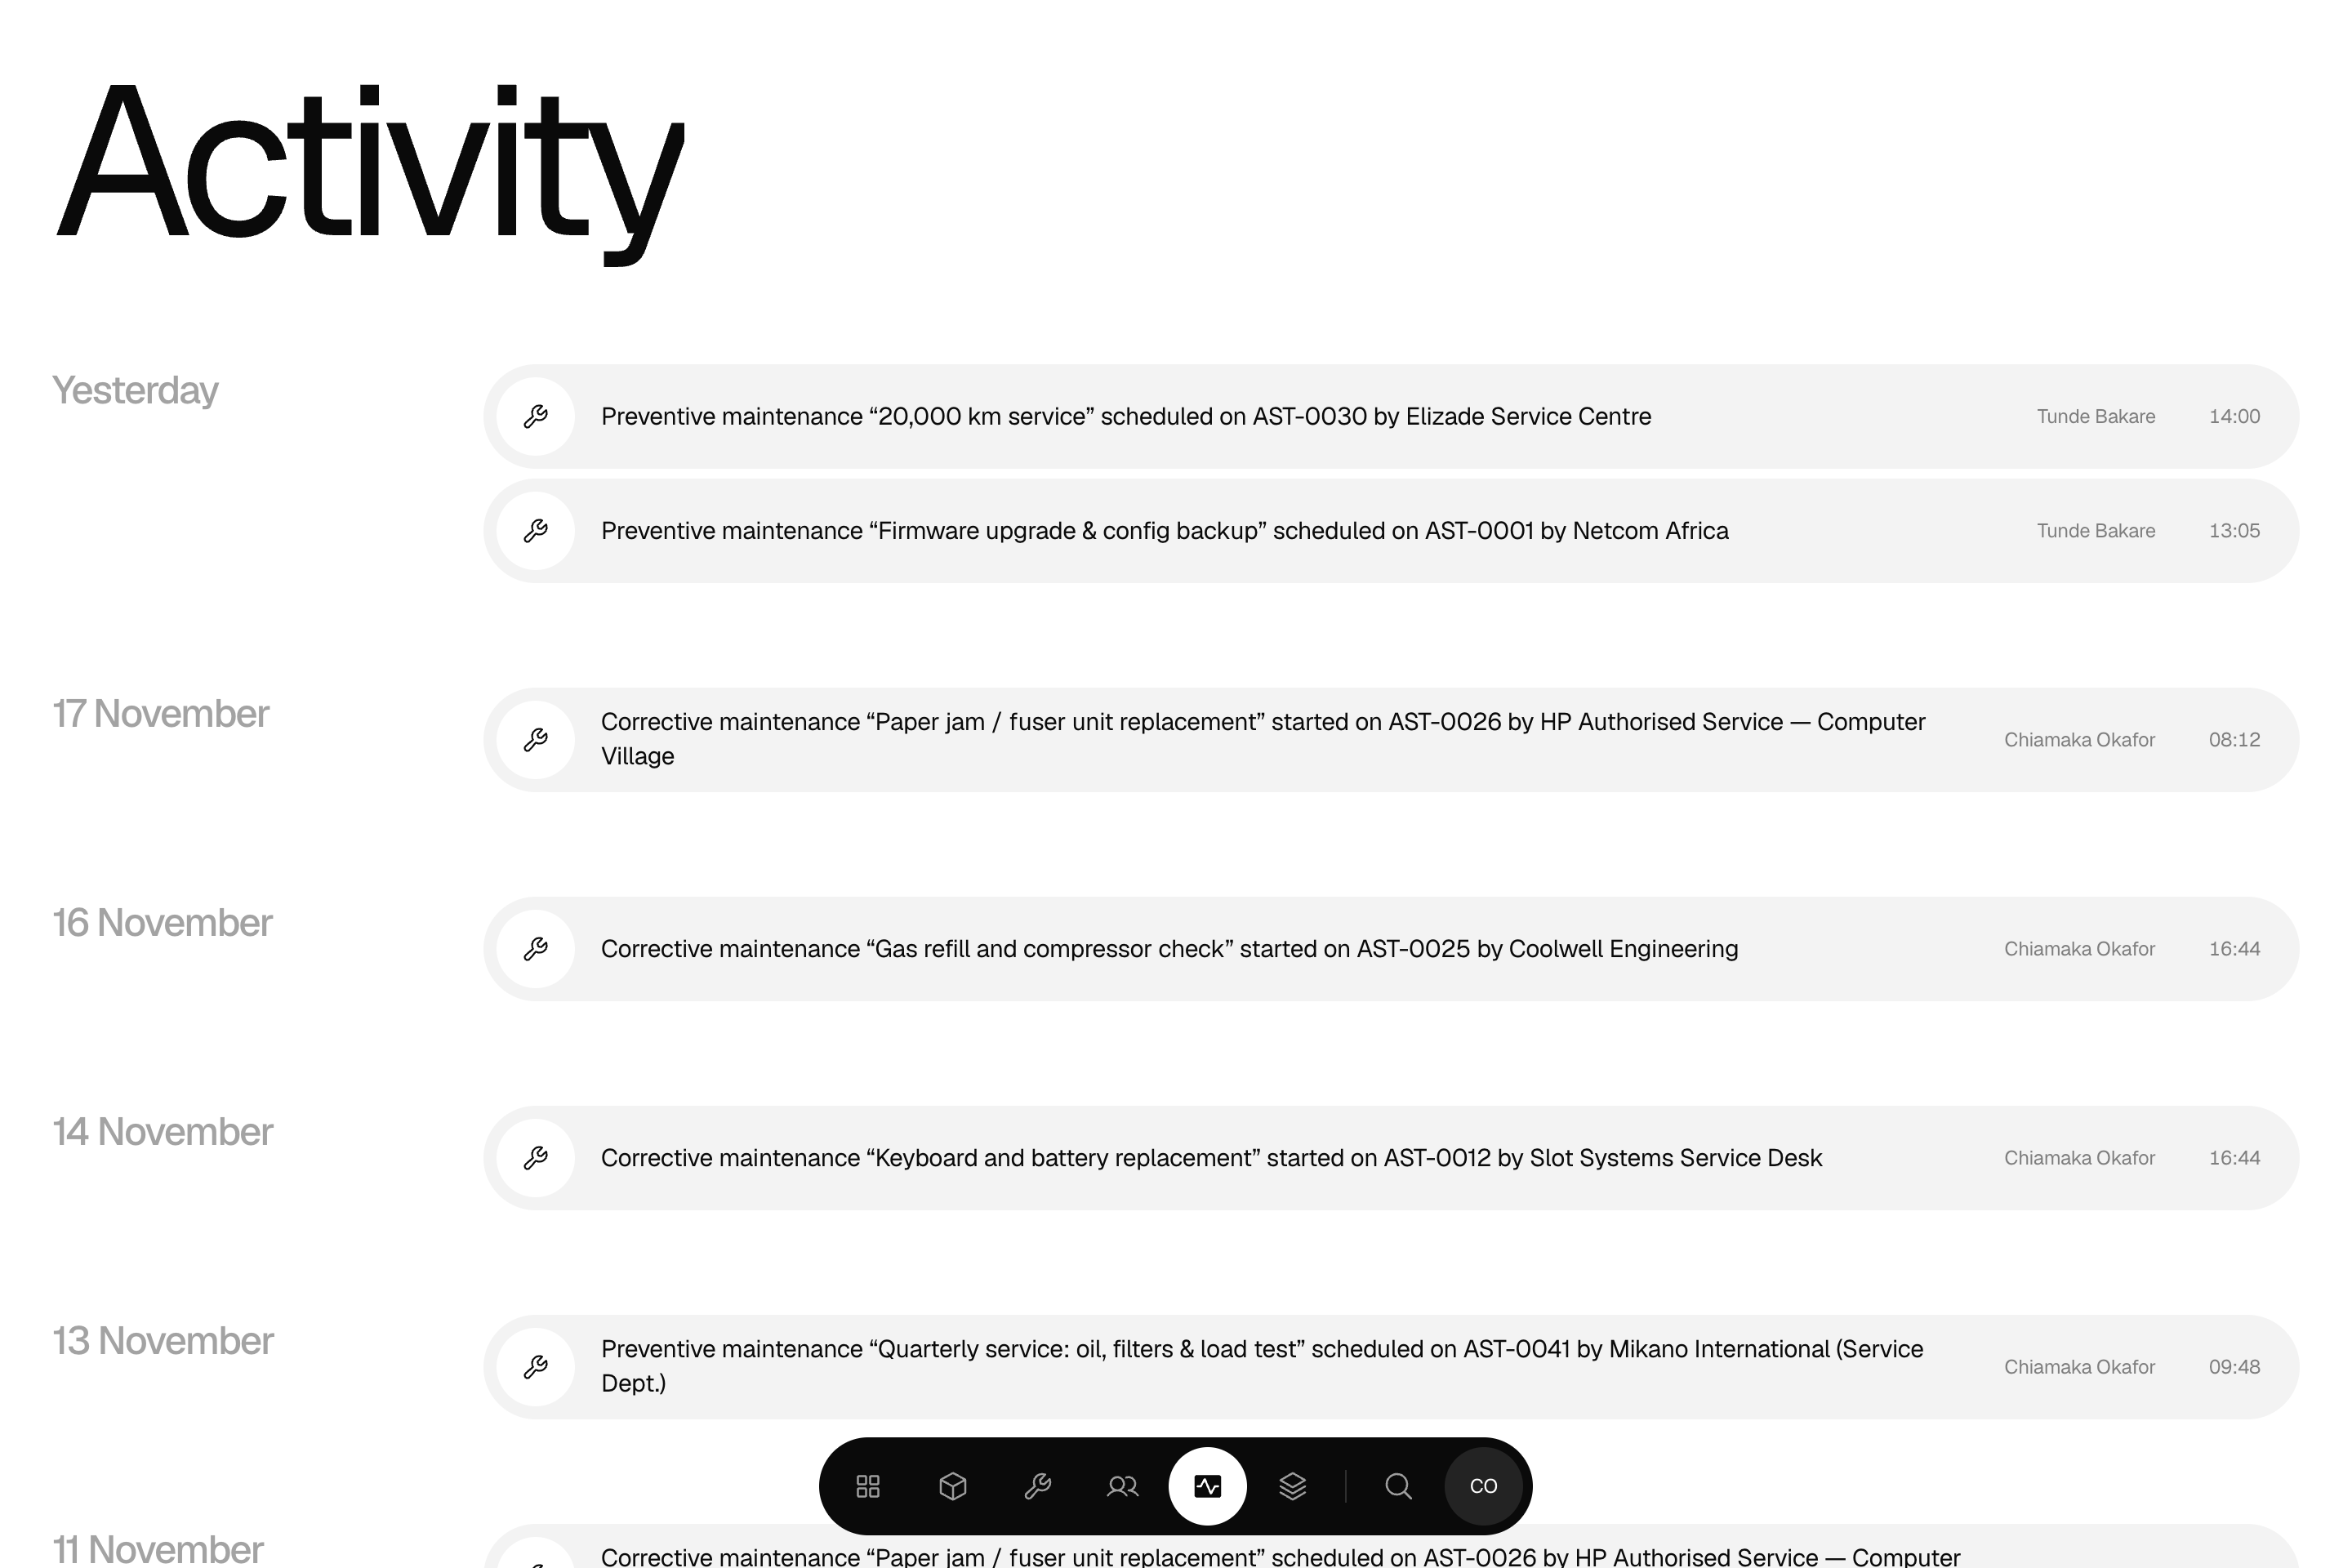 Activity
Yesterday
Preventive maintenance “20,000 km service” scheduled on AST-0030 by Elizade Service Centre
Tunde Bakare
14:00
Preventive maintenance “Firmware upgrade & config backup” scheduled on AST-0001 by Netcom Africa
Tunde Bakare
13:05
17 November
Corrective maintenance “Paper jam / fuser unit replacement” started on AST-0026 by HP Authorised Service — Computer
Village
Chiamaka Okafor
08:12
16 November
Corrective maintenance “Gas refill and compressor check” started on AST-0025 by Coolwell Engineering
Chiamaka Okafor
16:44
14 November
Corrective maintenance “Keyboard and battery replacement” started on AST-0012 by Slot Systems Service Desk
Chiamaka Okafor
16:44
13 November
Preventive maintenance “Quarterly service: oil, filters & load test” scheduled on AST-0041 by Mikano International (Service
Dept.)
Chiamaka Okafor
09:48
CO
11 November
Corrective maintenance “Paper jam / fuser unit replacement” scheduled on AST-0026 by HP Authorised Service — Computer